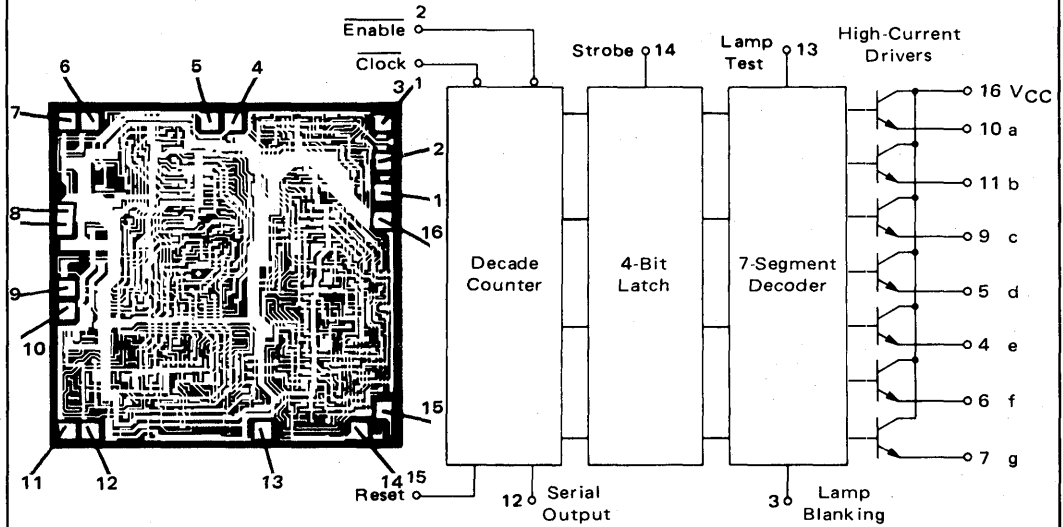 2
Enable
Clock
1
Strobe 14
Lamp Test 13
High-Current Drivers
6
5
4
3
7
2
1
16
8
9
10
15
11
12
13
14
Decade Counter
4-Bit Latch
7-Segment Decoder
16 VCC
10 a
11 b
9 c
5 d
4 e
6 f
7 g
15
Reset
12 Serial Output
3 Lamp Blanking